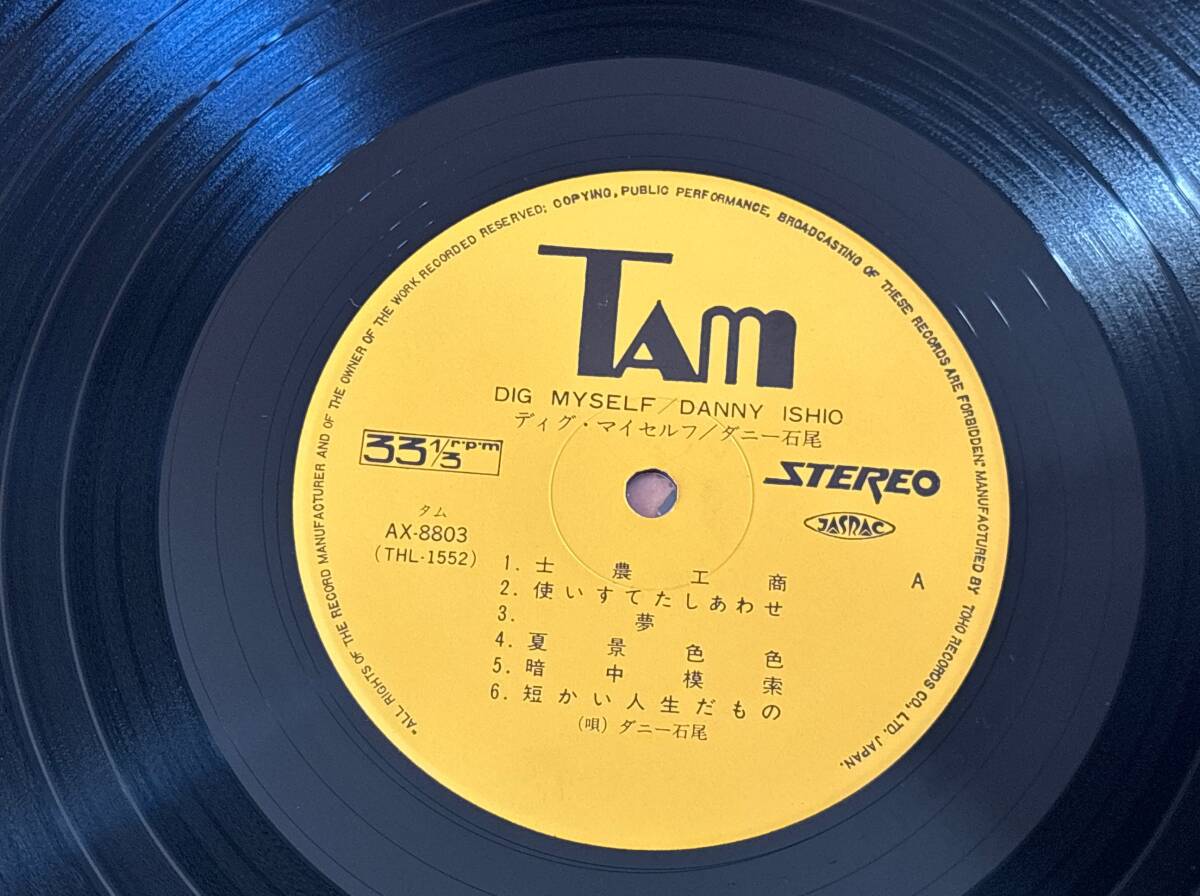 "ALL RIGHTS OF THE RECORD MANUFACTURER AND OF THE OWNER OF THE WORK RECORDED RESERVED; COPYING, PUBLIC PERFORMANCE, BROADCASTING OF THESE RECORDS ARE FORBIDDEN." MANUFACTURED BY TOHO RECORDS CO., LTD. JAPAN.
TAM
DIG MYSELF/DANNY ISHIO
ディグ・マイセルフ/ダニー石尾
33 1/3 r.p.m
STEREO
JASRAC
タム
AX-8803
(THL-1552)
A
1. 士農工商
2. 使いすてたしあわせ
3. 夢
4. 夏景色色
5. 暗中模索
6. 短かい人生だもの
(唄) ダニー石尾